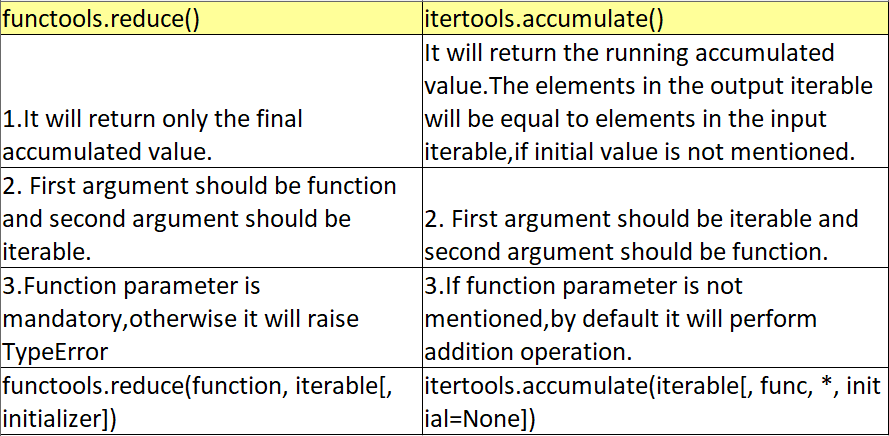 functools.reduce()
itertools.accumulate()
1.It will return only the final
accumulated value.
It will return the running accumulated
value.The elements in the output iterable
will be equal to elements in the input
iterable,if initial value is not mentioned.
2. First argument should be function
and second argument should be
iterable.
2. First argument should be iterable and
second argument should be function.
3.Function parameter is
mandatory,otherwise it will raise
TypeError
3.If function parameter is not
mentioned,by default it will perform
addition operation.
functools.reduce(function, iterable[,
initializer])
itertools.accumulate(iterable[, func, *, init
ial=None])